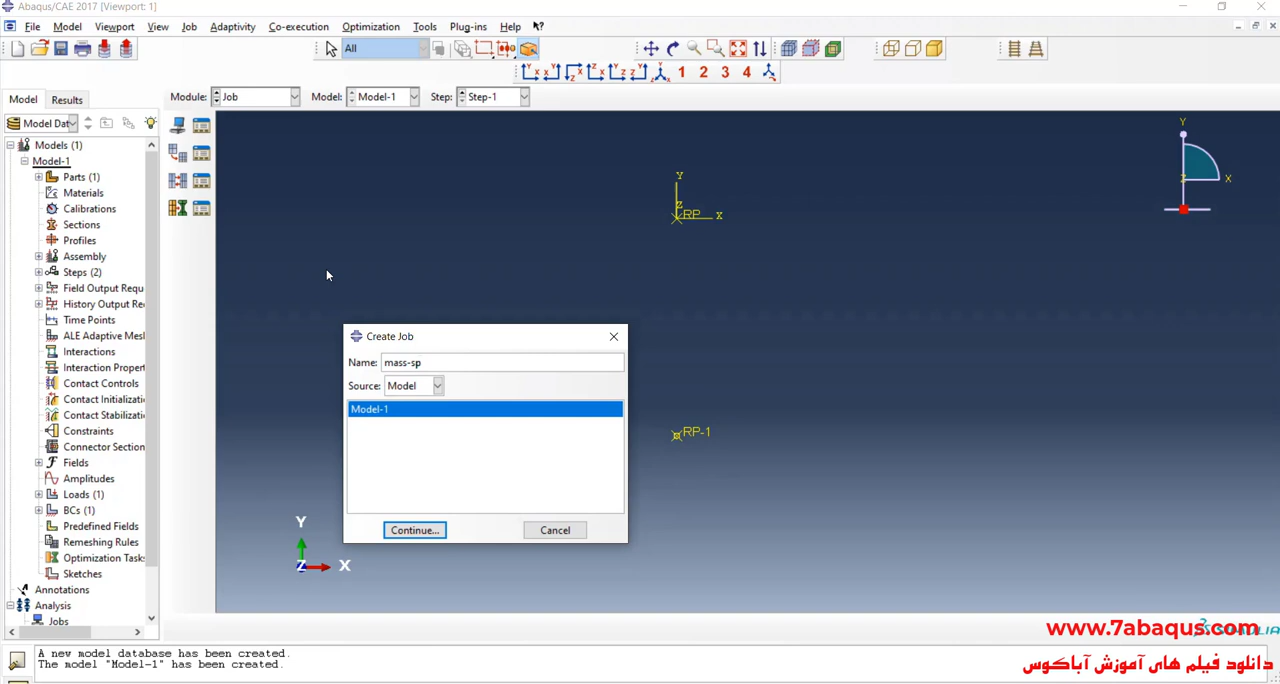 Abaqus/CAE 2017 [Viewport: 1]
File Model Viewport View Job Adaptivity Co-execution Optimization Tools Plug-ins Help
All
1 2 3 4
Model Results Module: Job Model: Model-1 Step: Step-1
Model Dat
Models (1)
Model-1
Parts (1)
Materials
Calibrations
Sections
Profiles
Assembly
Steps (2)
Field Output Requ
History Output Re
Time Points
ALE Adaptive Mesl
Interactions
Interaction Propert
Contact Controls
Contact Initializatio
Contact Stabilizatio
Constraints
Connector Section
Fields
Amplitudes
Loads (1)
BCs (1)
Predefined Fields
Remeshing Rules
Optimization Task
Sketches
Annotations
Analysis
Jobs
Y
Z
RP X
Y
Z X
Create Job
Name: mass-sp
Source: Model
Model-1
Continue... Cancel
RP-1
Y
Z X
www.7abaqus.com
دانلود فیلم های آموزش آباکوس
A new model database has been created.
The model "Model-1" has been created.